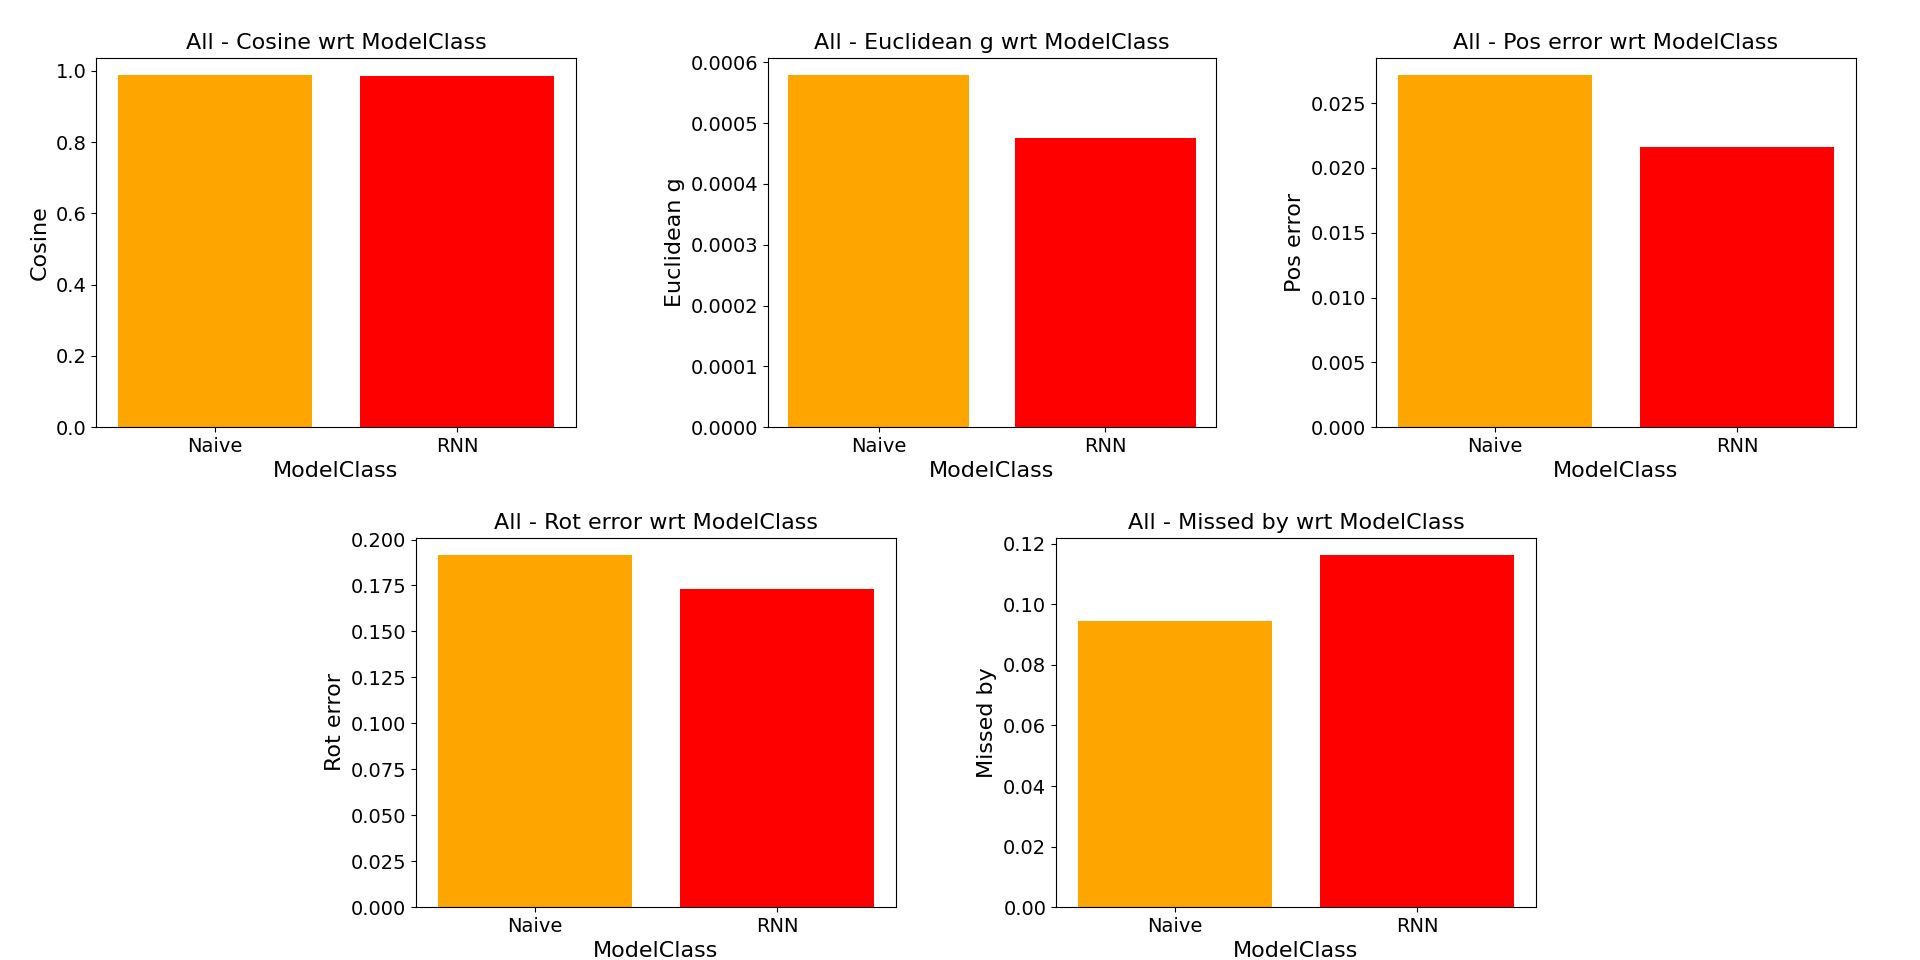 All - Cosine wrt ModelClass
Cosine
1.0
0.8
0.6
0.4
0.2
0.0
Naive
RNN
ModelClass
All - Euclidean g wrt ModelClass
Euclidean g
0.0006
0.0005
0.0004
0.0003
0.0002
0.0001
0.0000
Naive
RNN
ModelClass
All - Pos error wrt ModelClass
Pos error
0.025
0.020
0.015
0.010
0.005
0.000
Naive
RNN
ModelClass
All - Rot error wrt ModelClass
Rot error
0.200
0.175
0.150
0.125
0.100
0.075
0.050
0.025
0.000
Naive
RNN
ModelClass
All - Missed by wrt ModelClass
Missed by
0.12
0.10
0.08
0.06
0.04
0.02
0.00
Naive
RNN
ModelClass